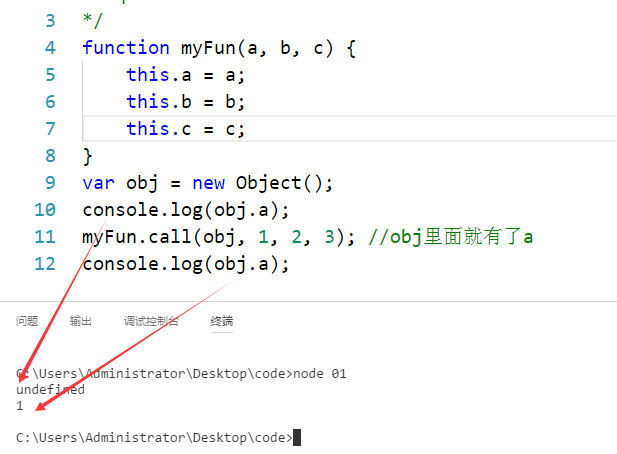 3 */
4 function myFun(a, b, c) {
5 this.a = a;
6 this.b = b;
7 this.c = c;
8 }
9 var obj = new Object();
10 console.log(obj.a);
11 myFun.call(obj, 1, 2, 3); //obj里面就有了a
12 console.log(obj.a);
问题 输出 调试控制台 终端
C:\Users\Administrator\Desktop\code>node 01
undefined
1
C:\Users\Administrator\Desktop\code>